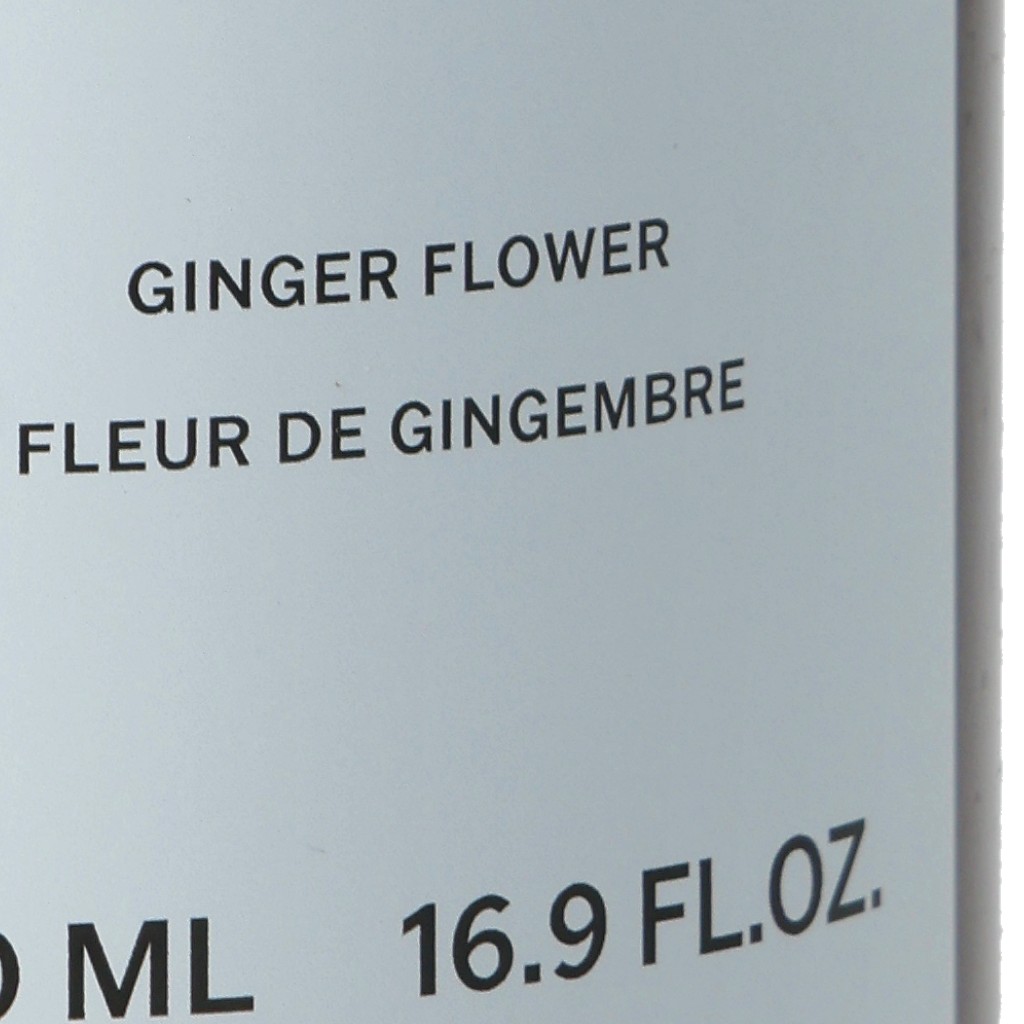 GINGER FLOWER
FLEUR DE GINGEMBRE
ML 16.9 FL.OZ.